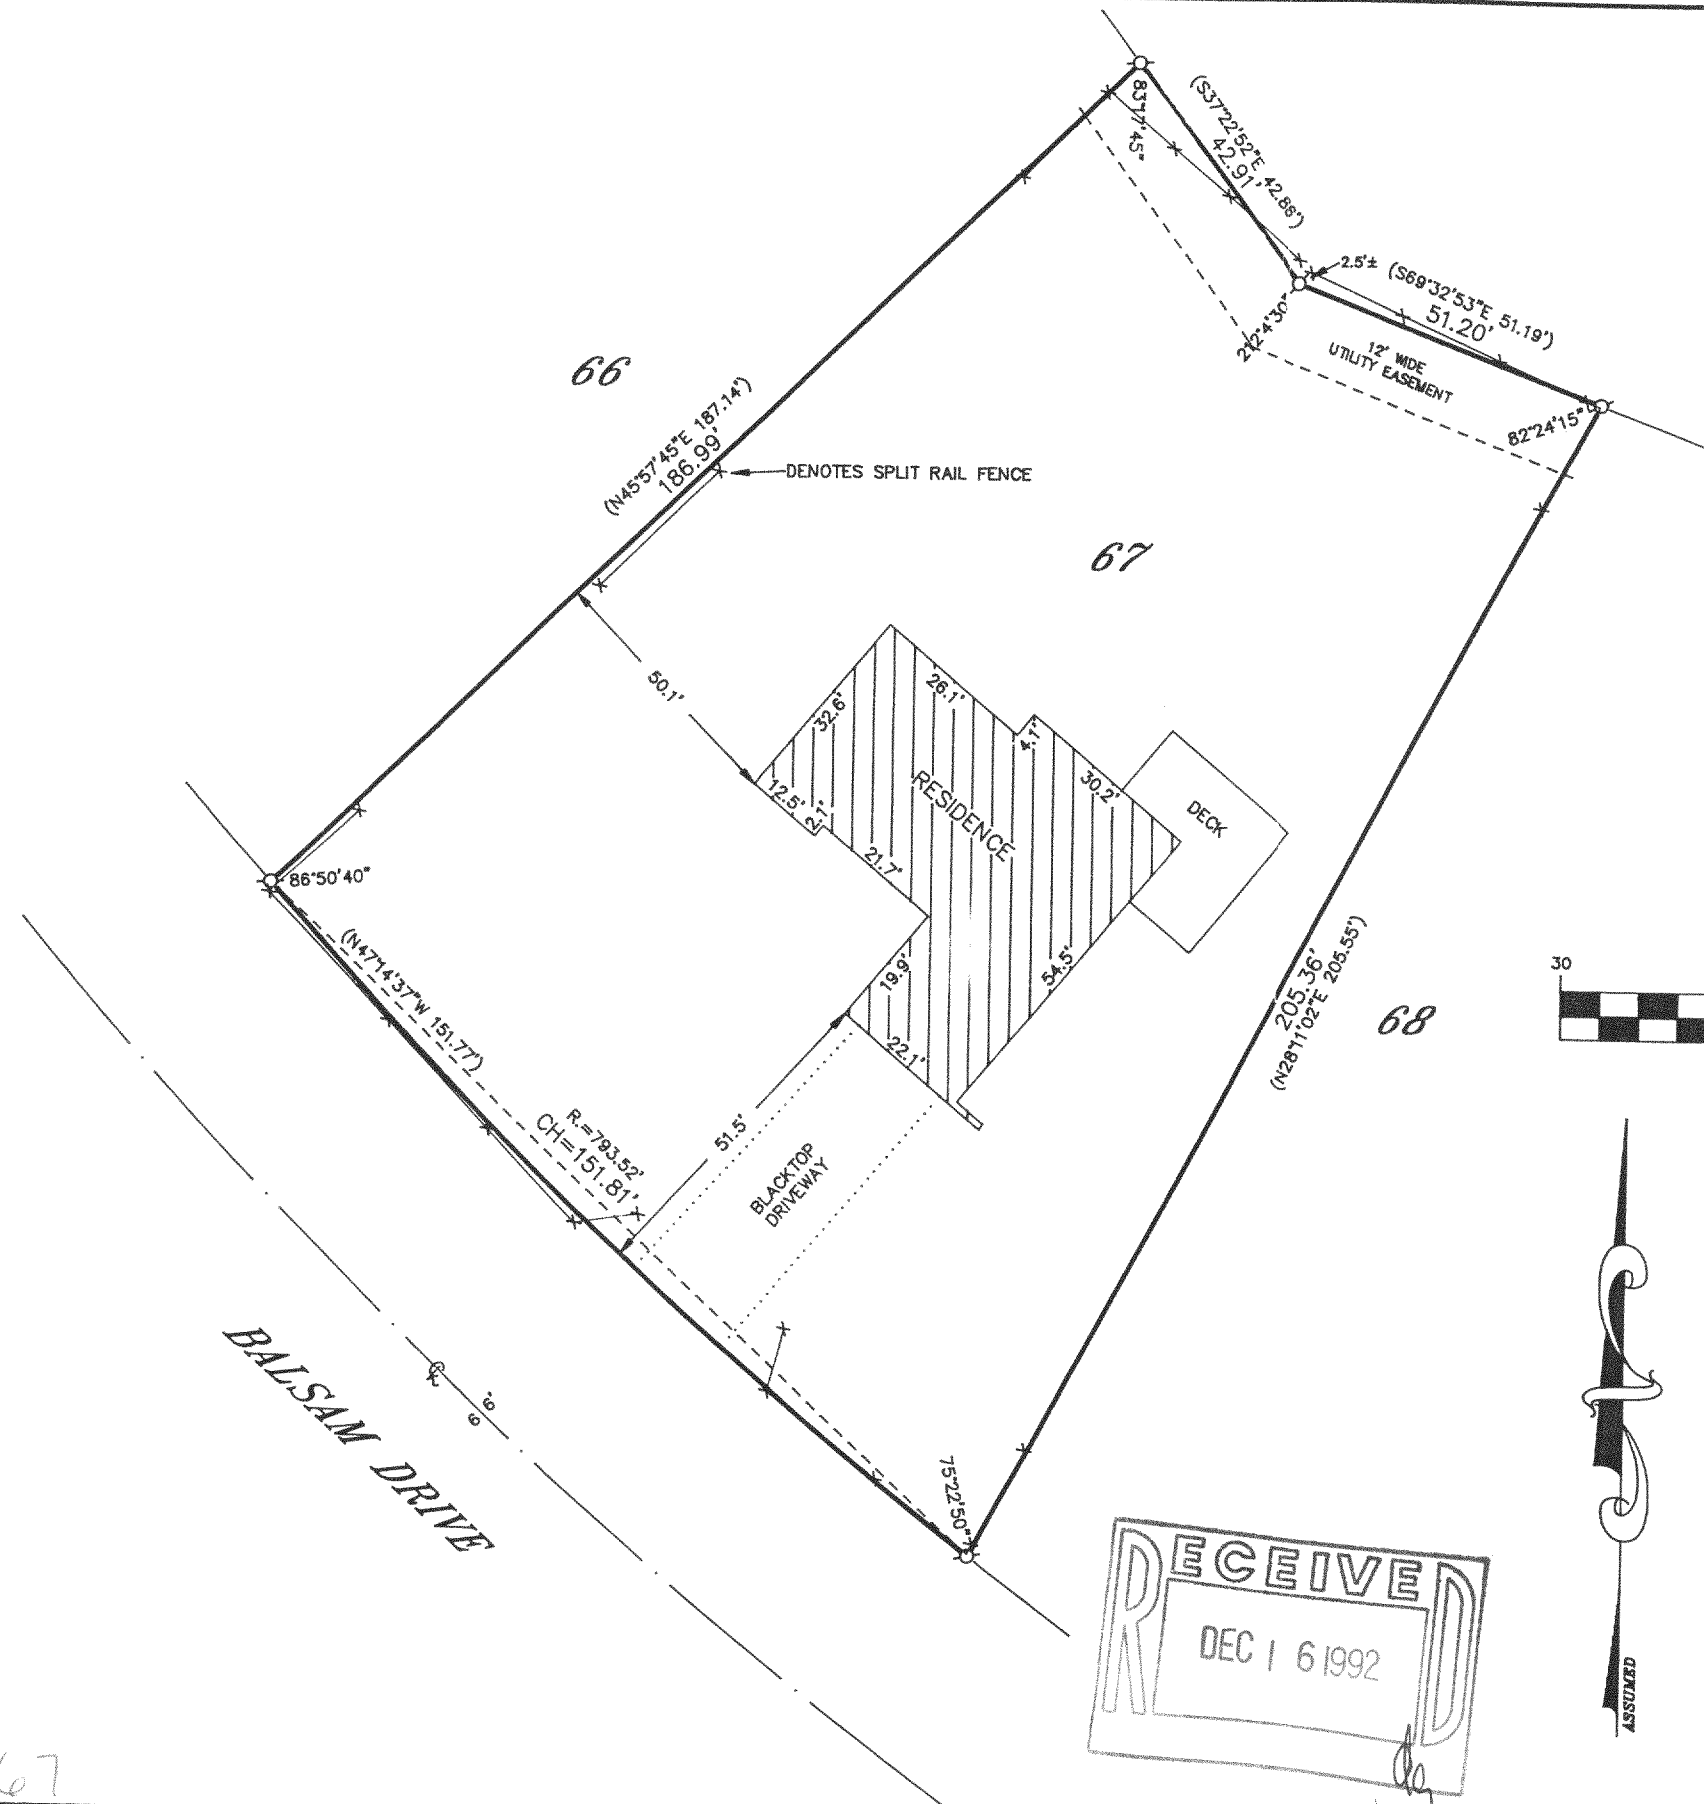 83°17'45"
(S37°22'52"E 42.86')
42.91'
2.5'±
(S69°32'53"E 51.19')
51.20'
212°4'30"
12' WIDE
UTILITY EASEMENT
82°24'15"
66
(N45°57'45"E 187.14')
186.99'
DENOTES SPLIT RAIL FENCE
67
50.1'
32.6'
26.1'
4.1'
30.2'
12.5'
2.1'
21.7'
RESIDENCE
DECK
19.9'
54.5'
22.1'
86°50'40"
(N47°14'37"W 151.77')
R.=793.52'
CH=151.81'
51.5'
BLACKTOP
DRIVEWAY
205.36'
(N28°11'02"E 205.55')
68
30
BALSAM DRIVE
75°22'50"
RECEIVED
DEC 16 1992
ASSUMED
67